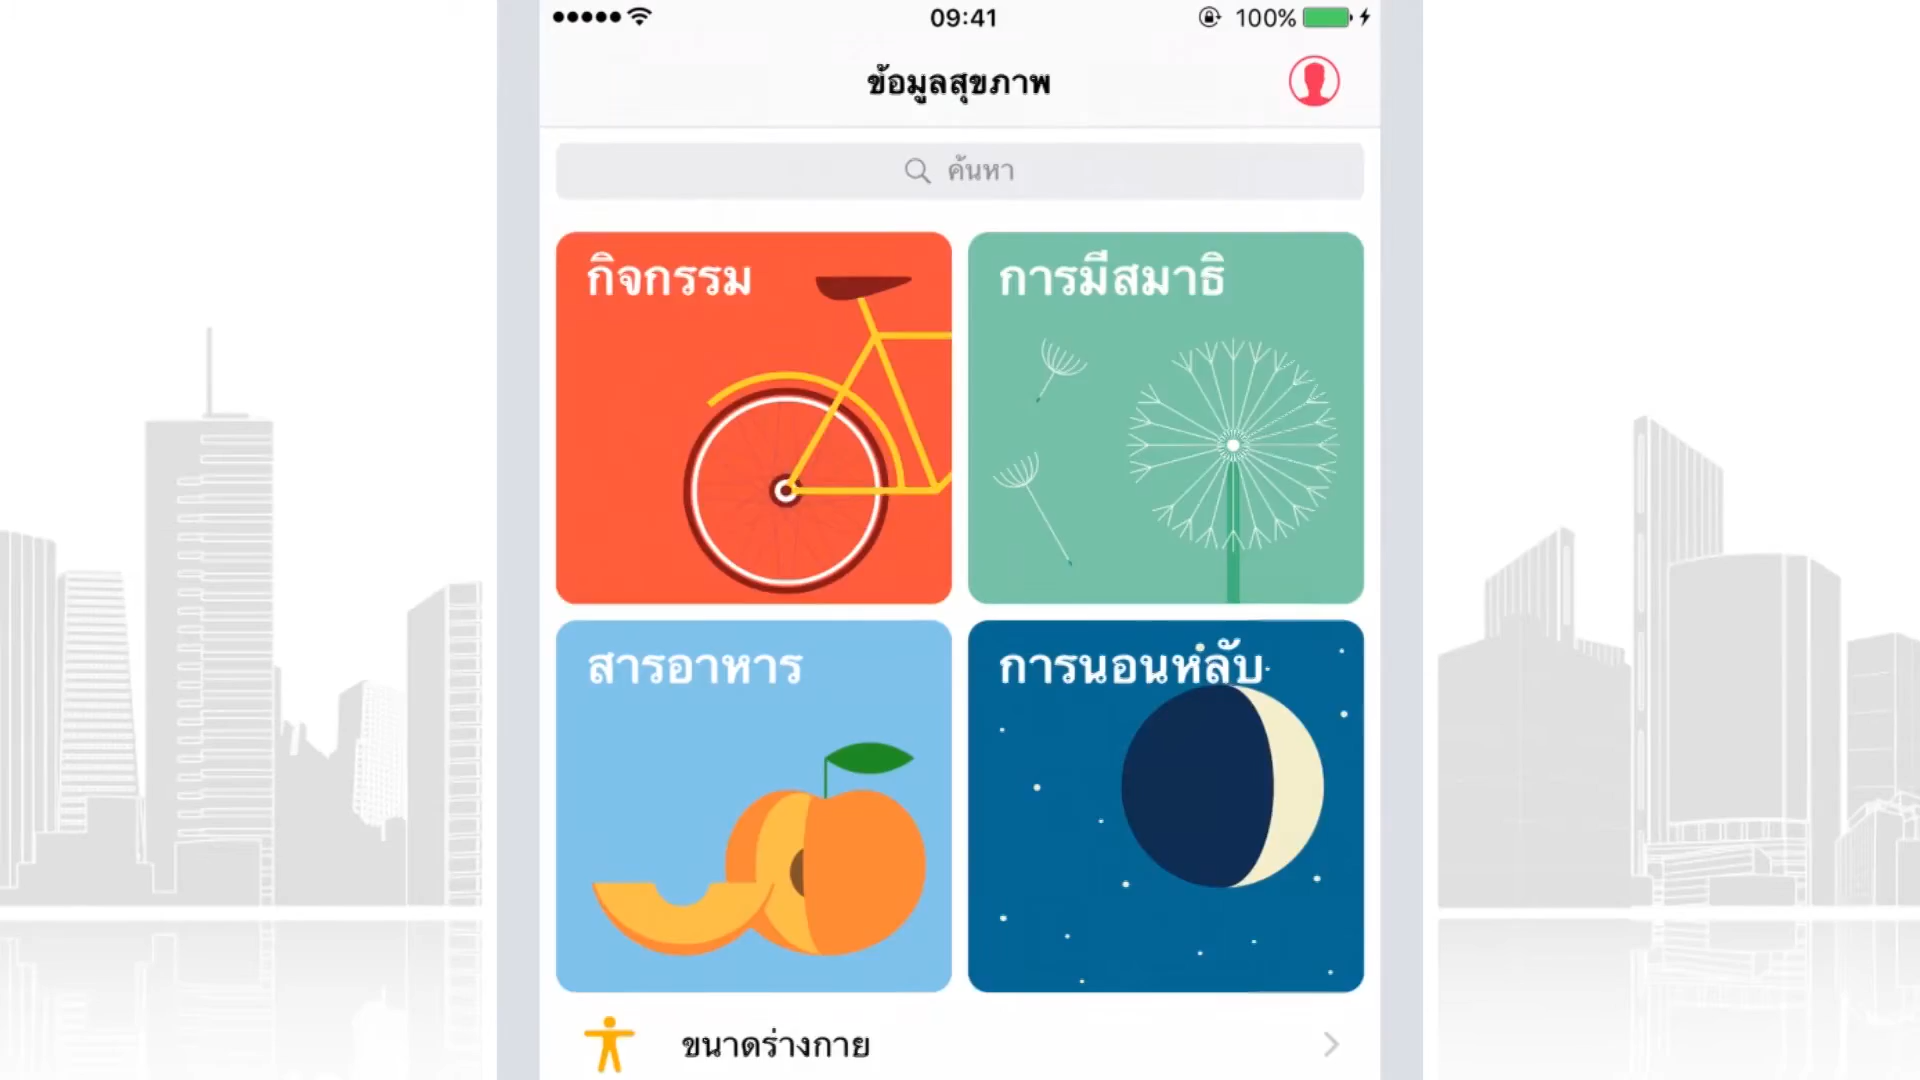 09:41
100%
ข้อมูลสุขภาพ
ค้นหา
กิจกรรม
การมีสมาธิ
สารอาหาร
การนอนหลับ
ขนาดร่างกาย